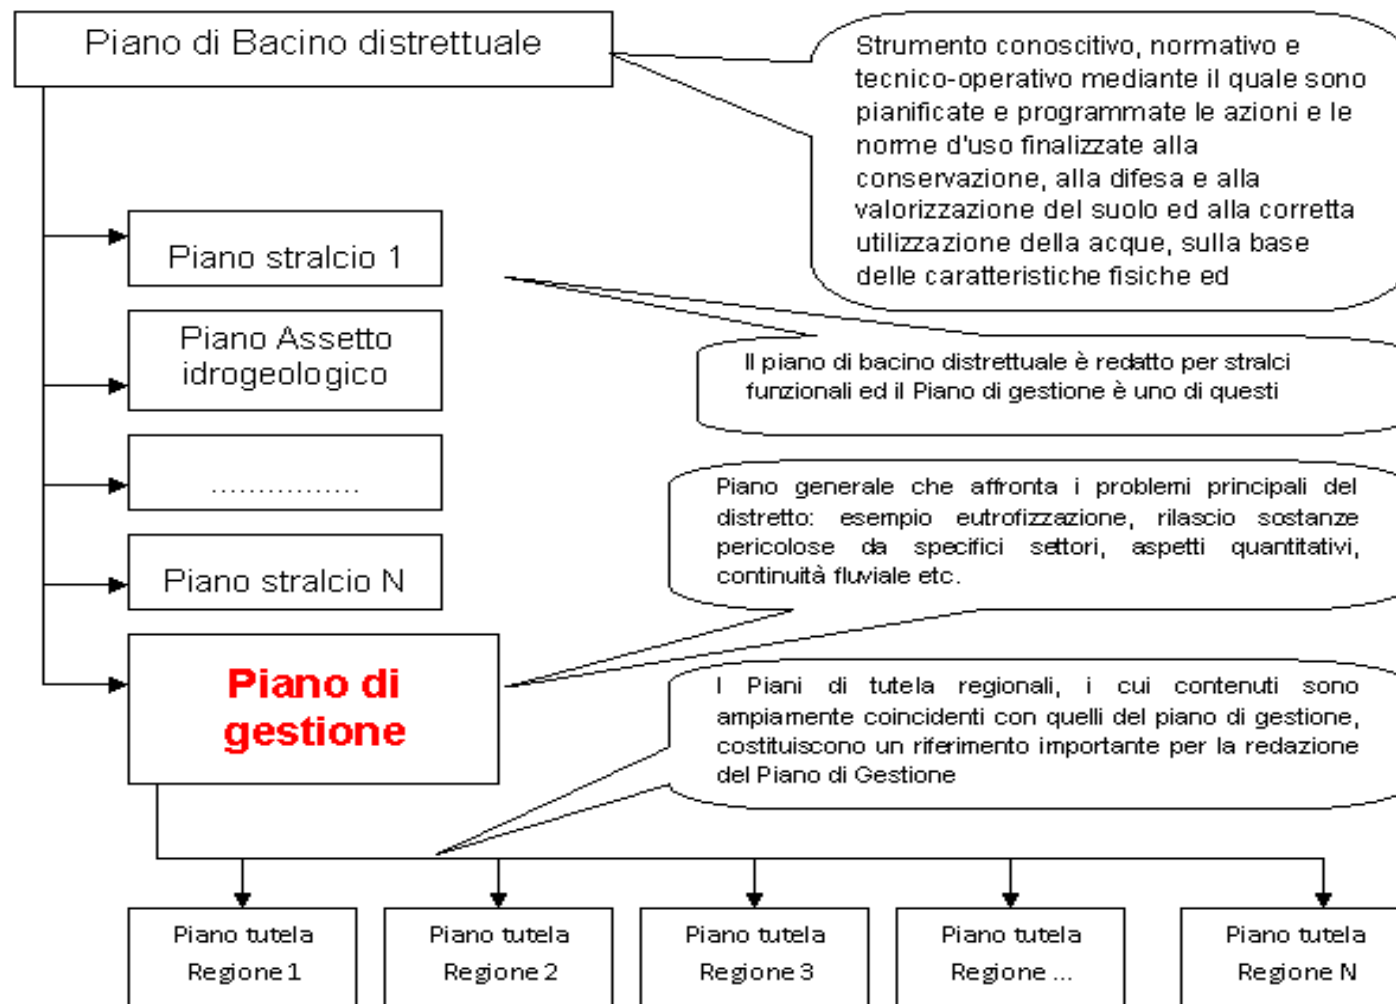 Piano di Bacino distrettuale
Strumento conoscitivo, normativo e
tecnico-operativo mediante il quale sono
pianificate e programmate le azioni e le
norme d'uso finalizzate alla
conservazione, alla difesa e alla
valorizzazione del suolo ed alla corretta
utilizzazione della acque, sulla base
delle caratteristiche fisiche ed
Piano stralcio 1
Piano Assetto
idrogeologico
Il piano di bacino distrettuale è redatto per stralci
funzionali ed il Piano di gestione è uno di questi
................
Piano generale che affronta i problemi principali del
distretto: esempio eutrofizzazione, rilascio sostanze
pericolose da specifici settori, aspetti quantitativi,
continuità fluviale etc.
Piano stralcio N
Piano di
gestione
I Piani di tutela regionali, i cui contenuti sono
ampiamente coincidenti con quelli del piano di gestione,
costituiscono un riferimento importante per la redazione
del Piano di Gestione
Piano tutela
Regione 1
Piano tutela
Regione 2
Piano tutela
Regione 3
Piano tutela
Regione ...
Piano tutela
Regione N